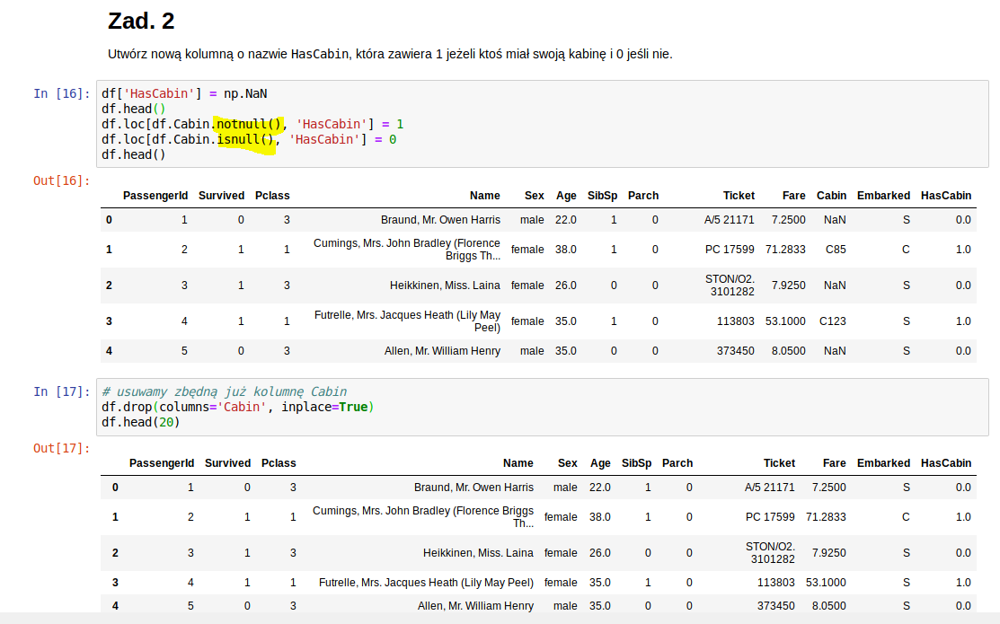 Zad. 2
Utwórz nową kolumną o nazwie HasCabin, która zawiera 1 jeżeli ktoś miał swoją kabinę i 0 jeśli nie.
In [16]:
df['HasCabin'] = np.NaN
df.head()
df.loc[df.Cabin.notnull(), 'HasCabin'] = 1
df.loc[df.Cabin.isnull(), 'HasCabin'] = 0
df.head()
Out[16]:
PassengerId Survived Pclass Name Sex Age SibSp Parch Ticket Fare Cabin Embarked HasCabin
0 1 0 3 Braund, Mr. Owen Harris male 22.0 1 0 A/5 21171 7.2500 NaN S 0.0
1 2 1 1 Cumings, Mrs. John Bradley (Florence Briggs Th... female 38.0 1 0 PC 17599 71.2833 C85 C 1.0
2 3 1 3 Heikkinen, Miss. Laina female 26.0 0 0 STON/O2. 3101282 7.9250 NaN S 0.0
3 4 1 1 Futrelle, Mrs. Jacques Heath (Lily May Peel) female 35.0 1 0 113803 53.1000 C123 S 1.0
4 5 0 3 Allen, Mr. William Henry male 35.0 0 0 373450 8.0500 NaN S 0.0
In [17]:
# usuwamy zbędną już kolumnę Cabin
df.drop(columns='Cabin', inplace=True)
df.head(20)
Out[17]:
PassengerId Survived Pclass Name Sex Age SibSp Parch Ticket Fare Embarked HasCabin
0 1 0 3 Braund, Mr. Owen Harris male 22.0 1 0 A/5 21171 7.2500 S 0.0
1 2 1 1 Cumings, Mrs. John Bradley (Florence Briggs Th... female 38.0 1 0 PC 17599 71.2833 C 1.0
2 3 1 3 Heikkinen, Miss. Laina female 26.0 0 0 STON/O2. 3101282 7.9250 S 0.0
3 4 1 1 Futrelle, Mrs. Jacques Heath (Lily May Peel) female 35.0 1 0 113803 53.1000 S 1.0
4 5 0 3 Allen, Mr. William Henry male 35.0 0 0 373450 8.0500 S 0.0